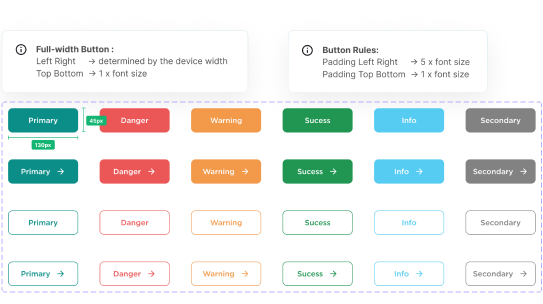 Full-width Button :
Left Right → determined by the device width
Top Bottom → 1 x font size
Button Rules:
Padding Left Right → 5 x font size
Padding Top Bottom → 1 x font size
Primary 45px Danger Warning Sucess Info Secondary
130px
Primary → Danger → Warning → Sucess → Info → Secondary →
Primary Danger Warning Sucess Info Secondary
Primary → Danger → Warning → Sucess → Info → Secondary →